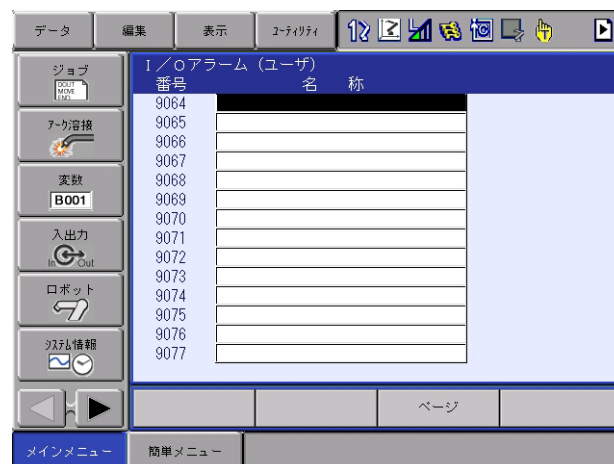 データ 編集 表示 ユーティリティ
I/Oアラーム(ユーザ)
番号 名 称
9064
9065
9066
9067
9068
9069
9070
9071
9072
9073
9074
9075
9076
9077
ジョブ
DOUT
MOVE
END
アーク溶接
変数
B001
入出力
In Out
ロボット
システム情報
ページ
メインメニュー 簡単メニュー